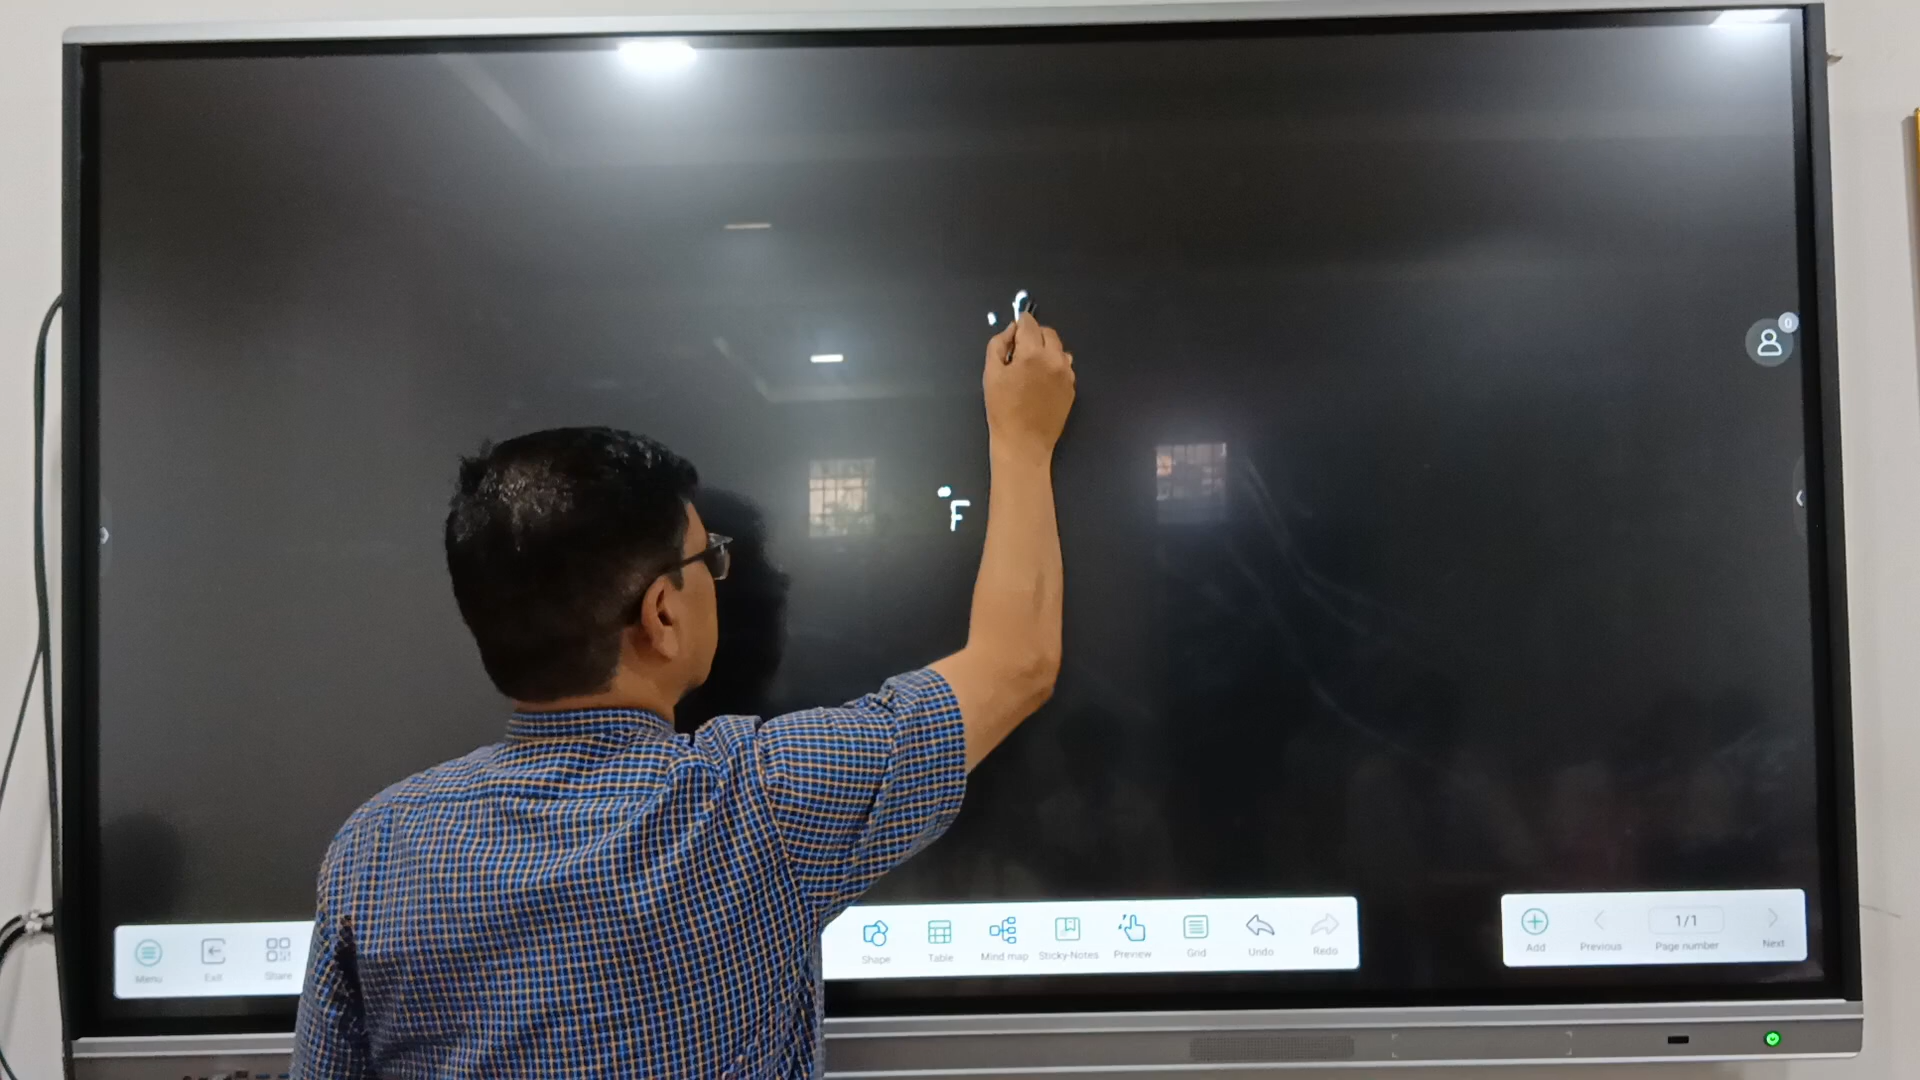 F
0
Menu
Exit
Share
Shape
Table
Mind map
Sticky-Notes
Preview
Grid
Undo
Redo
Add
Previous
1/1
Page number
Next